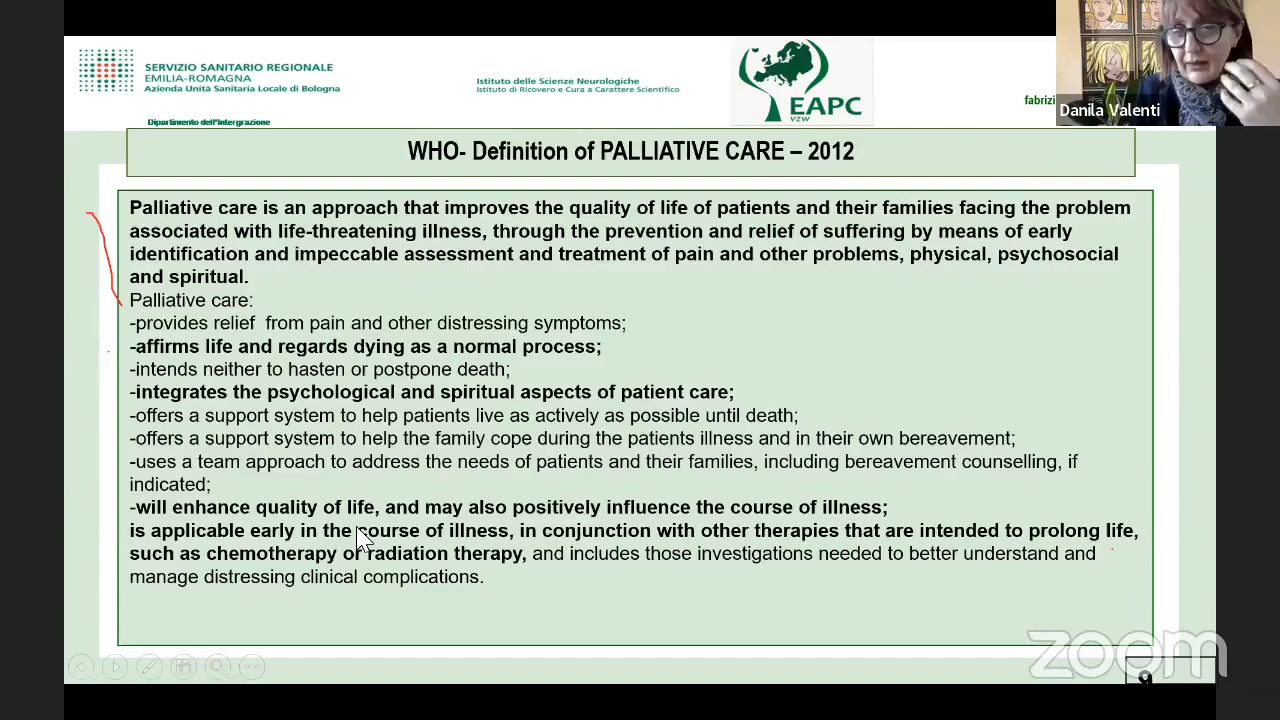 SERVIZIO SANITARIO REGIONALE
EMILIA-ROMAGNA
Azienda Unità Sanitaria Locale di Bologna
Istituto delle Scienze Neurologiche
Istituto di Ricovero e Cura a Carattere Scientifico
EAPC
VZW
fabrizi
Danila Valenti
Dipartimento dell'Intergrazione
WHO- Definition of PALLIATIVE CARE – 2012
Palliative care is an approach that improves the quality of life of patients and their families facing the problem
associated with life-threatening illness, through the prevention and relief of suffering by means of early
identification and impeccable assessment and treatment of pain and other problems, physical, psychosocial
and spiritual.
Palliative care:
-provides relief from pain and other distressing symptoms;
-affirms life and regards dying as a normal process;
-intends neither to hasten or postpone death;
-integrates the psychological and spiritual aspects of patient care;
-offers a support system to help patients live as actively as possible until death;
-offers a support system to help the family cope during the patients illness and in their own bereavement;
-uses a team approach to address the needs of patients and their families, including bereavement counselling, if
indicated;
-will enhance quality of life, and may also positively influence the course of illness;
is applicable early in the course of illness, in conjunction with other therapies that are intended to prolong life,
such as chemotherapy or radiation therapy, and includes those investigations needed to better understand and
manage distressing clinical complications.
zoom
9